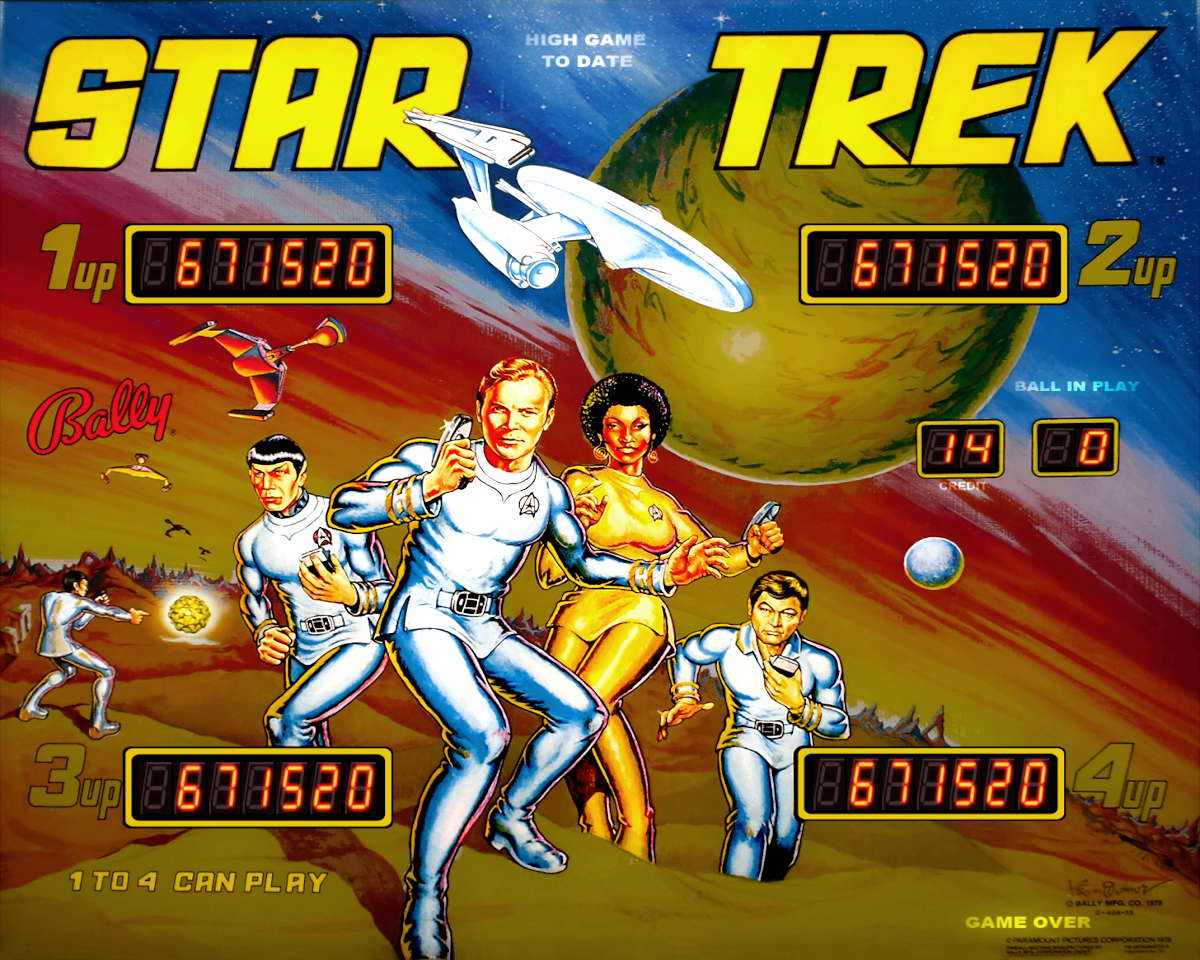 STAR TREK ™
HIGH GAME
TO DATE
1UP 671520
671520 2UP
Bally
BALL IN PLAY
14 0
CREDIT
3UP 671520
671520 4UP
1 TO 4 CAN PLAY
© BALLY MFG. CO. 1978
GAME OVER
© PARAMOUNT PICTURES CORPORATION 1978